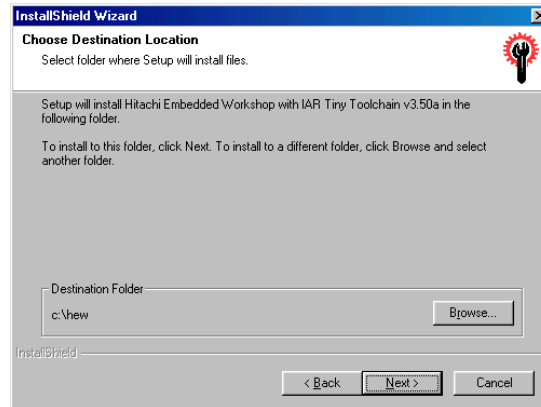 InstallShield Wizard
Choose Destination Location
Select folder where Setup will install files.
Setup will install Hitachi Embedded Workshop with IAR Tiny Toolchain v3.50a in the
following folder.
To install to this folder, click Next. To install to a different folder, click Browse and select
another folder.
Destination Folder
c:\hew
Browse...
InstallShield
< Back Next > Cancel